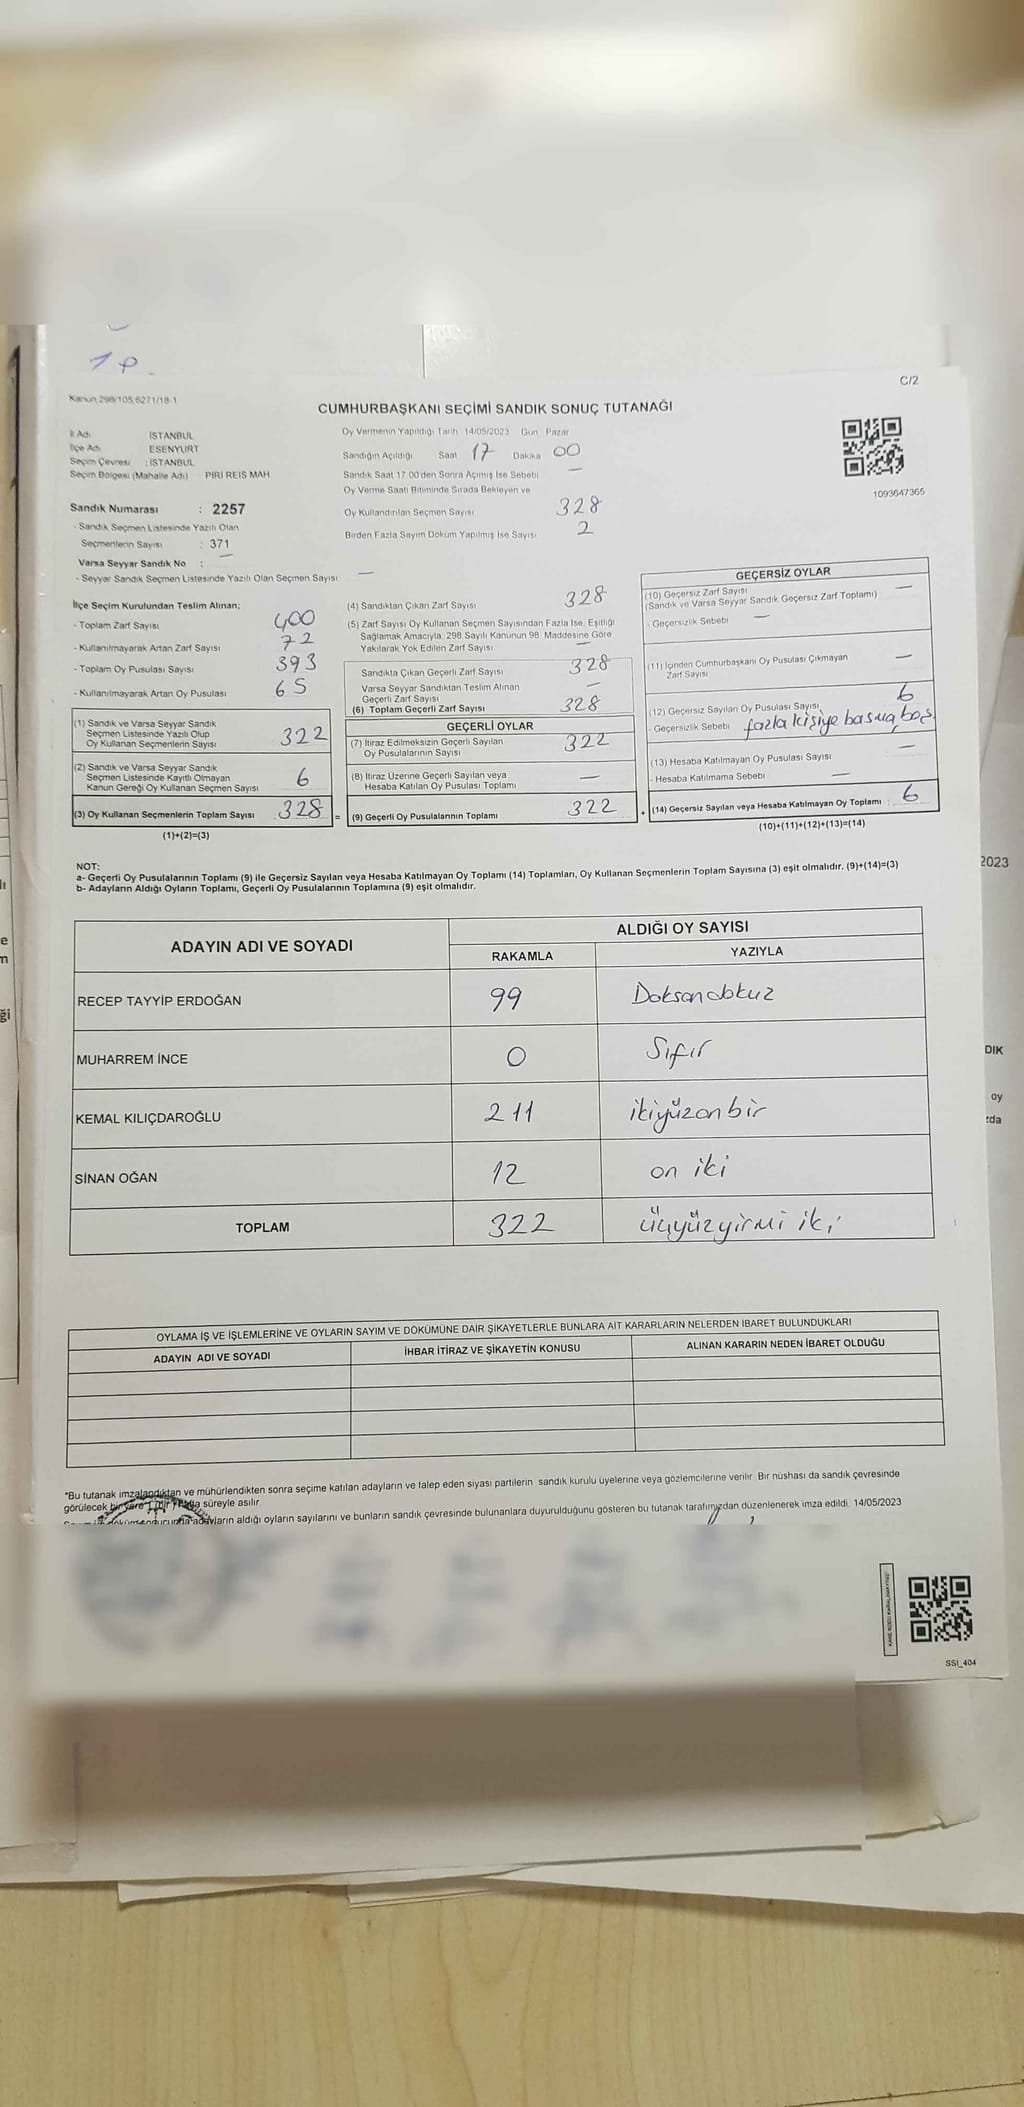 1 P
C/2
Kanun 298/105,6271/18-1
CUMHURBAŞKANI SEÇİMİ SANDIK SONUÇ TUTANAĞI
İl Adı İSTANBUL
İlçe Adı ESENYURT
Seçim Çevresi : İSTANBUL
Seçim Bölgesi (Mahalle Adı) PİRİ REİS MAH.
Sandık Numarası : 2257
- Sandık Seçmen Listesinde Yazılı Olan
Seçmenlerin Sayısı : 371
Varsa Seyyar Sandık No : —
- Seyyar Sandık Seçmen Listesinde Yazılı Olan Seçmen Sayısı: —
Oy Vermenin Yapıldığı Tarih 14/05/2023 Gün Pazar
Sandığın Açıldığı Saat 17 Dakika 00
Sandık Saat 17.00'den Sonra Açılmış İse Sebebi —
Oy Verme Saati Bitiminde Sırada Bekleyen ve
Oy Kullandırılan Seçmen Sayısı 328
Birden Fazla Sayım Döküm Yapılmış İse Sayısı 2
1093647365
İlçe Seçim Kurulundan Teslim Alınan;
- Toplam Zarf Sayısı 400
- Kullanılmayarak Artan Zarf Sayısı 72
- Toplam Oy Pusulası Sayısı 393
- Kullanılmayarak Artan Oy Pusulası 65
(1) Sandık ve Varsa Seyyar Sandık
Seçmen Listesinde Yazılı Olup
Oy Kullanan Seçmenlerin Sayısı 322
(2) Sandık ve Varsa Seyyar Sandık
Seçmen Listesinde Kayıtlı Olmayan
Kanun Gereği Oy Kullanan Seçmen Sayısı 6
(3) Oy Kullanan Seçmenlerin Toplam Sayısı 328 =
(1)+(2)=(3)
(4) Sandıktan Çıkan Zarf Sayısı 328
(5) Zarf Sayısı Oy Kullanan Seçmen Sayısından Fazla İse, Eşitliği
Sağlamak Amacıyla, 298 Sayılı Kanunun 98. Maddesine Göre
Yakılarak Yok Edilen Zarf Sayısı —
Sandıkta Çıkan Geçerli Zarf Sayısı 328
Varsa Seyyar Sandıktan Teslim Alınan
Geçerli Zarf Sayısı —
(6) Toplam Geçerli Zarf Sayısı 328
GEÇERLİ OYLAR
(7) İtiraz Edilmeksizin Geçerli Sayılan
Oy Pusulalarının Sayısı 322
(8) İtiraz Üzerine Geçerli Sayılan veya
Hesaba Katılan Oy Pusulası Toplamı —
(9) Geçerli Oy Pusulalarının Toplamı 322 +
GEÇERSİZ OYLAR
(10) Geçersiz Zarf Sayısı
(Sandık ve Varsa Seyyar Sandık Geçersiz Zarf Toplamı) —
- Geçersizlik Sebebi —
(11) İçinden Cumhurbaşkanı Oy Pusulası Çıkmayan
Zarf Sayısı —
(12) Geçersiz Sayılan Oy Pusulası Sayısı 6
- Geçersizlik Sebebi fazla kişiye basma, boş
(13) Hesaba Katılmayan Oy Pusulası Sayısı —
- Hesaba Katılmama Sebebi —
(14) Geçersiz Sayılan veya Hesaba Katılmayan Oy Toplamı : 6
(10)+(11)+(12)+(13)=(14)
NOT:
a- Geçerli Oy Pusulalarının Toplamı (9) ile Geçersiz Sayılan veya Hesaba Katılmayan Oy Toplamı (14) Toplamları, Oy Kullanan Seçmenlerin Toplam Sayısına (3) eşit olmalıdır. (9)+(14)=(3)
b- Adayların Aldığı Oyların Toplamı, Geçerli Oy Pusulalarının Toplamına (9) eşit olmalıdır.
ADAYIN ADI VE SOYADI ALDIĞI OY SAYISI
RAKAMLA YAZIYLA
RECEP TAYYİP ERDOĞAN 99 Doksandokuz
MUHARREM İNCE 0 Sıfır
KEMAL KILIÇDAROĞLU 211 ikiyüzonbir
SİNAN OĞAN 12 on iki
TOPLAM 322 üçyüzyirmi iki
OYLAMA İŞ VE İŞLEMLERİNE VE OYLARIN SAYIM VE DÖKÜMÜNE DAİR ŞİKAYETLERLE BUNLARA AİT KARARLARIN NELERDEN İBARET BULUNDUKLARI
ADAYIN ADI VE SOYADI İHBAR İTİRAZ VE ŞİKAYETİN KONUSU ALINAN KARARIN NEDEN İBARET OLDUĞU
*Bu tutanak imzalandıktan ve mühürlendikten sonra seçime katılan adayların ve talep eden siyasi partilerin sandık kurulu üyelerine veya gözlemcilerine verilir. Bir nüshası da sandık çevresinde
görülecek bir yere 1 (bir) hafta süreyle asılır.
adayların aldığı oyların sayılarını ve bunların sandık çevresinde bulunanlara duyurulduğunu gösteren bu tutanak tarafımızdan düzenlenerek imza edildi. 14/05/2023
SSI_404
2023
DIK
oy